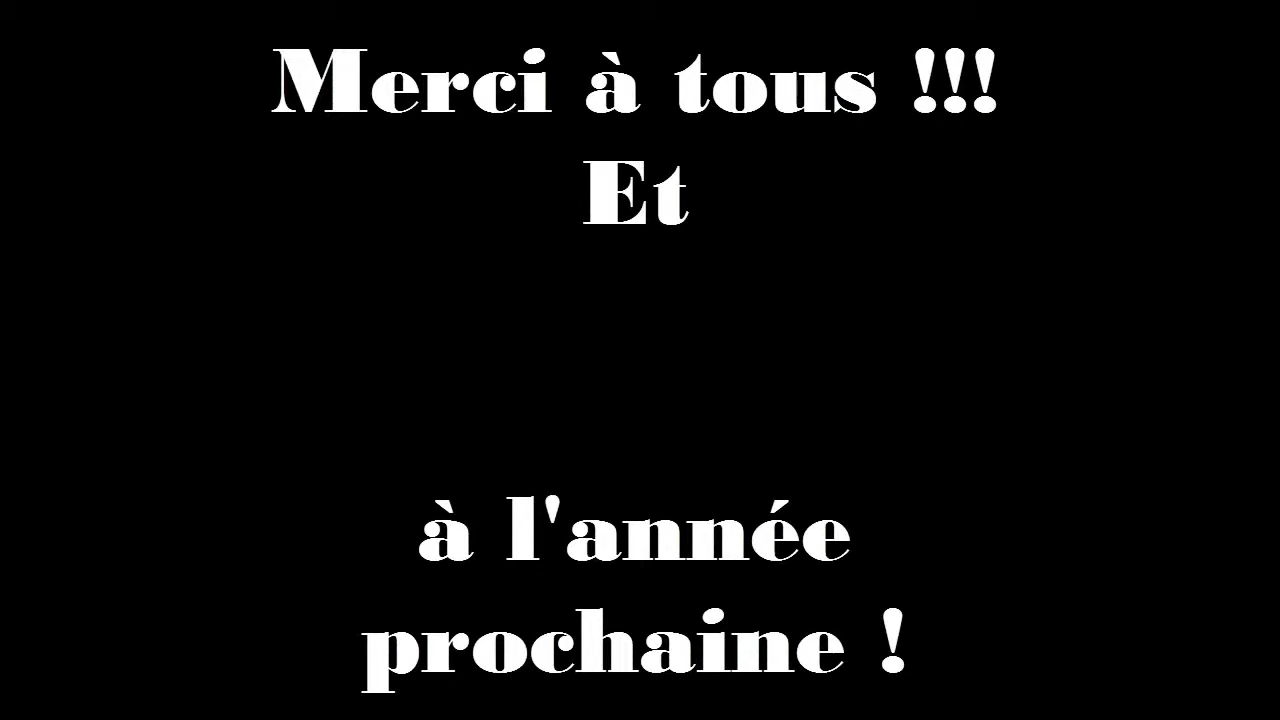 Merci à tous !!!
Et
à l'année
prochaine !